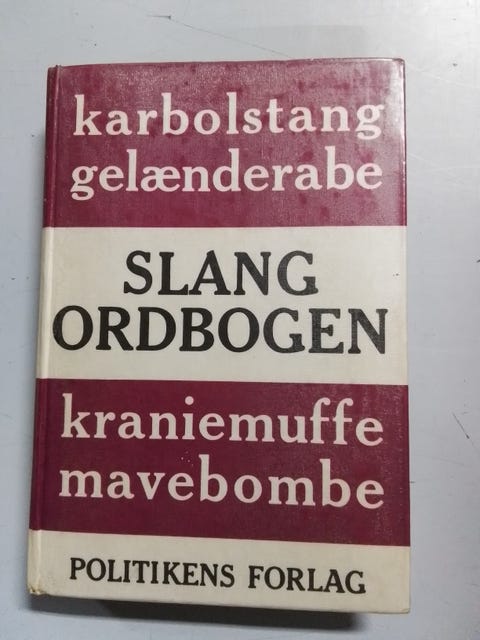 karbolstang
gelænderabe
SLANG
ORDBOGEN
kraniemuffe
mavebombe
POLITIKENS FORLAG